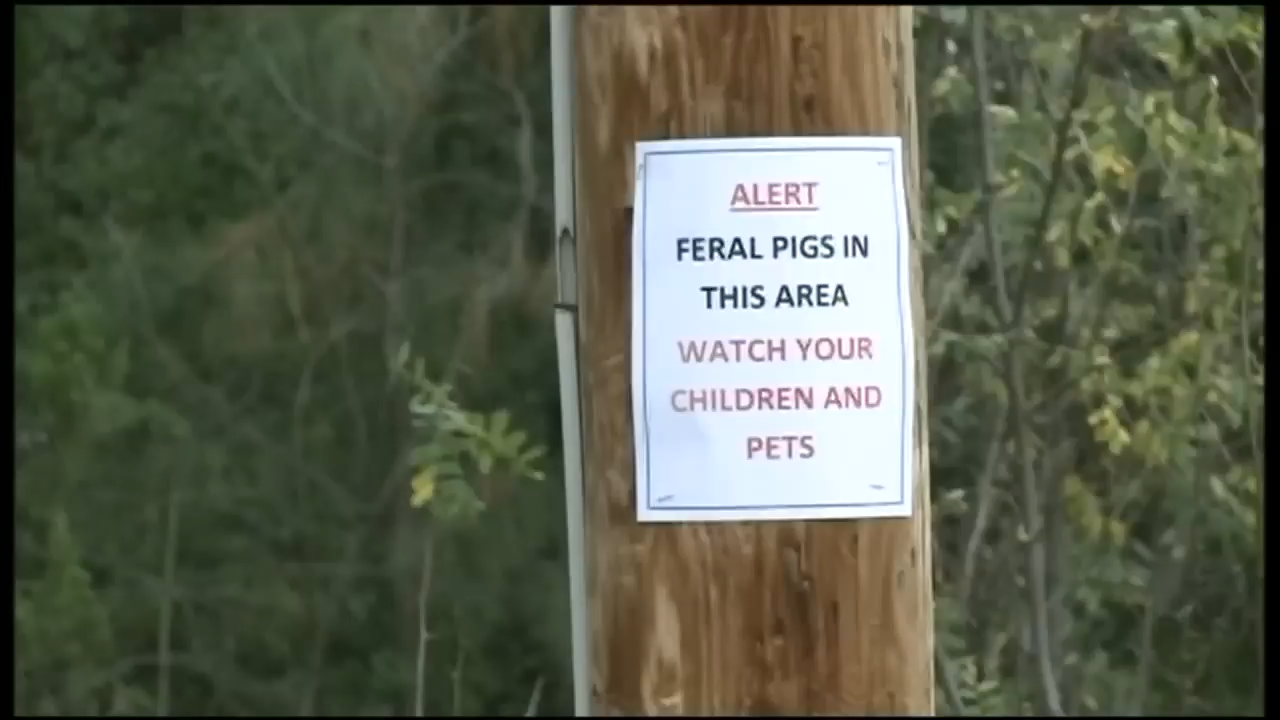 ALERT
FERAL PIGS IN
THIS AREA
WATCH YOUR
CHILDREN AND
PETS